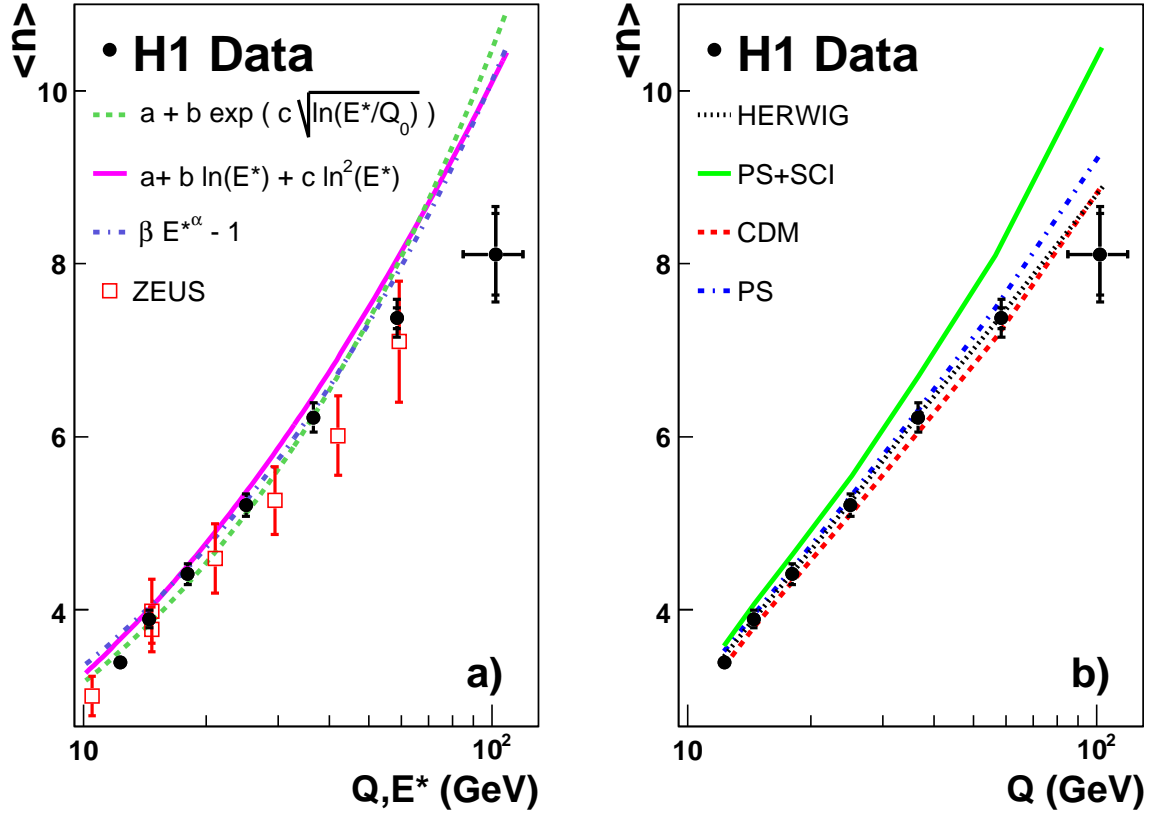 <n>
H1 Data
a + b exp ( c √ln(E*/Q₀) )
a+ b ln(E*) + c ln²(E*)
β E*^α - 1
ZEUS
10
8
6
4
a)
10
10²
Q,E* (GeV)
<n>
H1 Data
HERWIG
PS+SCI
CDM
PS
10
8
6
4
b)
10
10²
Q (GeV)